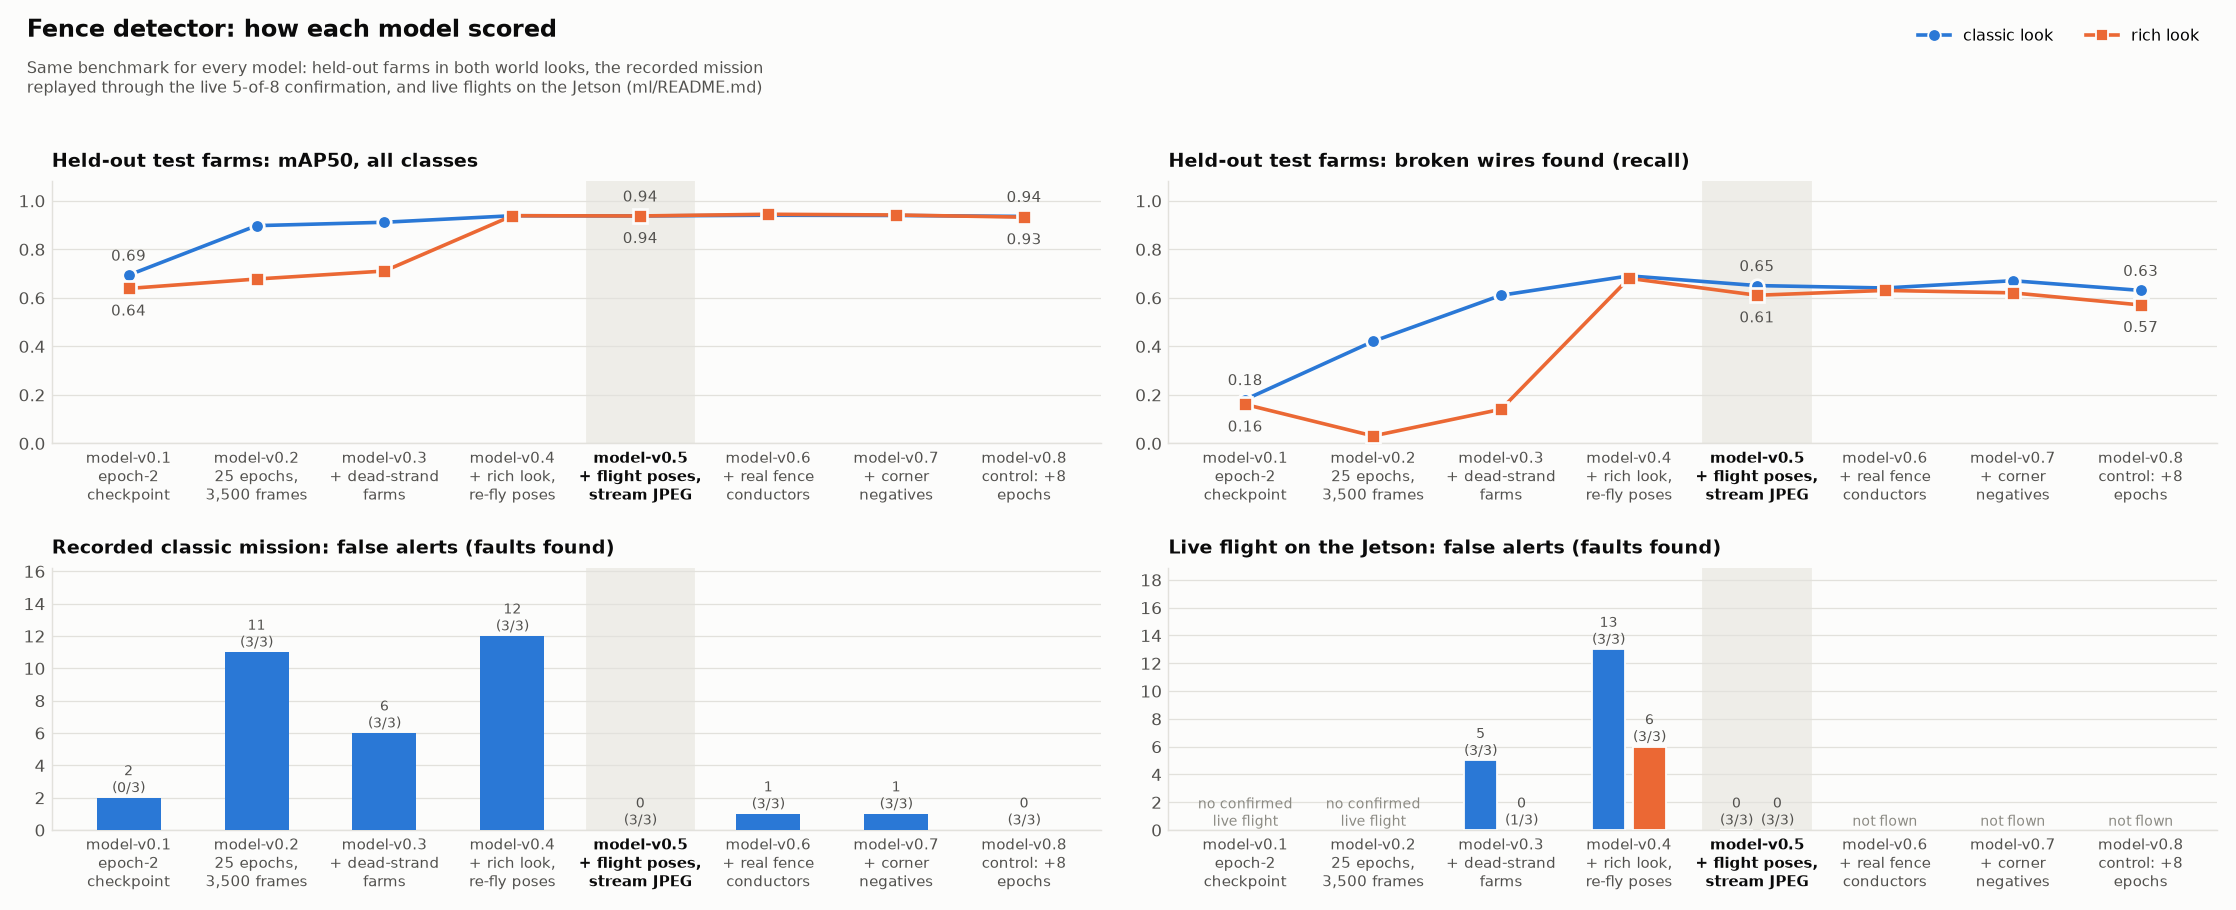 Fence detector: how each model scored
classic look
rich look
Same benchmark for every model: held-out farms in both world looks, the recorded mission
replayed through the live 5-of-8 confirmation, and live flights on the Jetson (ml/README.md)
Held-out test farms: mAP50, all classes
1.0
0.8
0.6
0.4
0.2
0.0
0.69
0.64
0.94
0.94
0.94
0.93
model-v0.1
epoch-2
checkpoint
model-v0.2
25 epochs,
3,500 frames
model-v0.3
+ dead-strand
farms
model-v0.4
+ rich look,
re-fly poses
model-v0.5
+ flight poses,
stream JPEG
model-v0.6
+ real fence
conductors
model-v0.7
+ corner
negatives
model-v0.8
control: +8
epochs
Held-out test farms: broken wires found (recall)
1.0
0.8
0.6
0.4
0.2
0.0
0.18
0.16
0.65
0.61
0.63
0.57
model-v0.1
epoch-2
checkpoint
model-v0.2
25 epochs,
3,500 frames
model-v0.3
+ dead-strand
farms
model-v0.4
+ rich look,
re-fly poses
model-v0.5
+ flight poses,
stream JPEG
model-v0.6
+ real fence
conductors
model-v0.7
+ corner
negatives
model-v0.8
control: +8
epochs
Recorded classic mission: false alerts (faults found)
16
14
12
10
8
6
4
2
0
2
(0/3)
11
(3/3)
6
(3/3)
12
(3/3)
0
(3/3)
1
(3/3)
1
(3/3)
0
(3/3)
model-v0.1
epoch-2
checkpoint
model-v0.2
25 epochs,
3,500 frames
model-v0.3
+ dead-strand
farms
model-v0.4
+ rich look,
re-fly poses
model-v0.5
+ flight poses,
stream JPEG
model-v0.6
+ real fence
conductors
model-v0.7
+ corner
negatives
model-v0.8
control: +8
epochs
Live flight on the Jetson: false alerts (faults found)
18
16
14
12
10
8
6
4
2
0
no confirmed
live flight
no confirmed
live flight
5
(3/3)
0
(1/3)
13
(3/3)
6
(3/3)
0
(3/3)
0
(3/3)
not flown
not flown
not flown
model-v0.1
epoch-2
checkpoint
model-v0.2
25 epochs,
3,500 frames
model-v0.3
+ dead-strand
farms
model-v0.4
+ rich look,
re-fly poses
model-v0.5
+ flight poses,
stream JPEG
model-v0.6
+ real fence
conductors
model-v0.7
+ corner
negatives
model-v0.8
control: +8
epochs